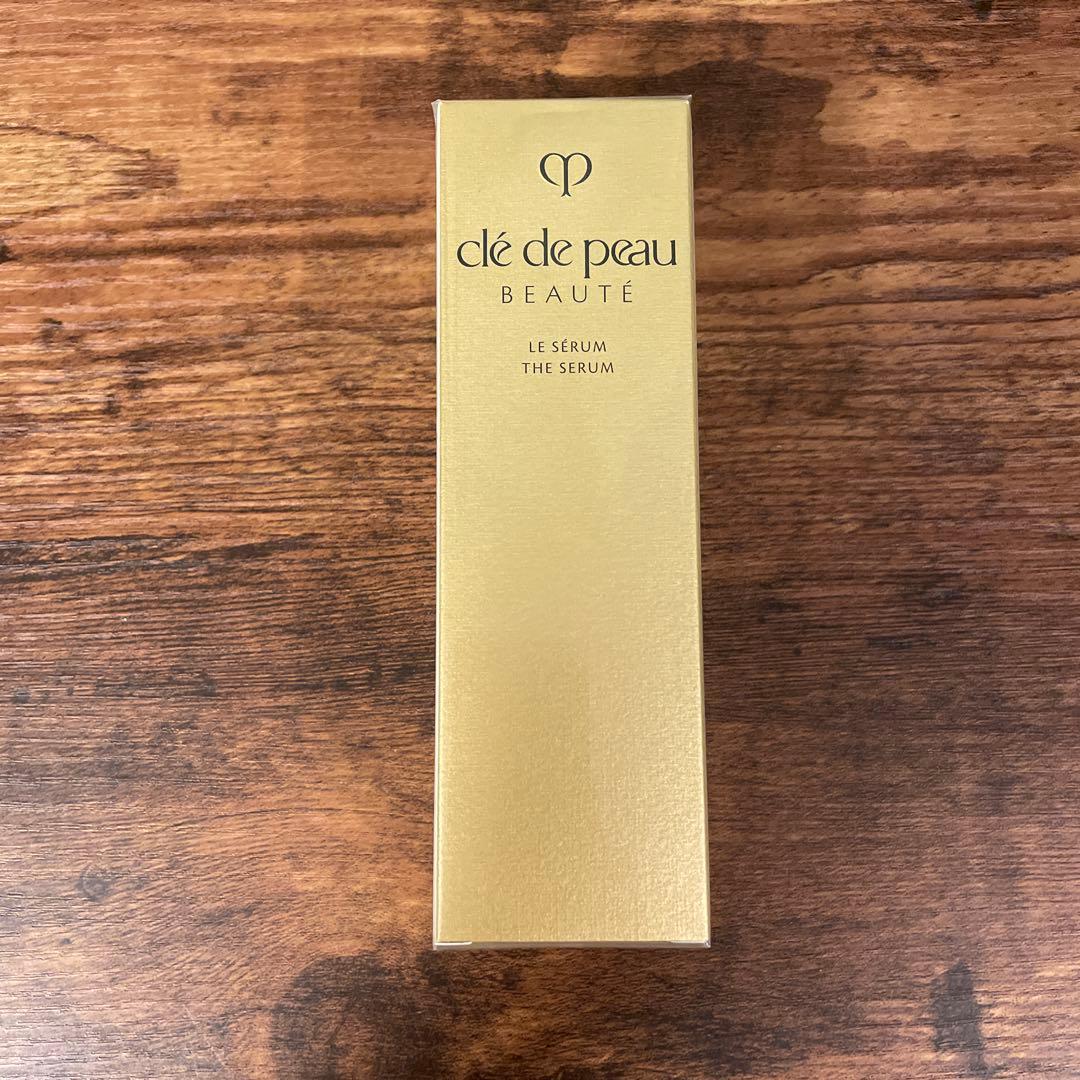 clé de peau
BEAUTÉ
LE SÉRUM
THE SERUM